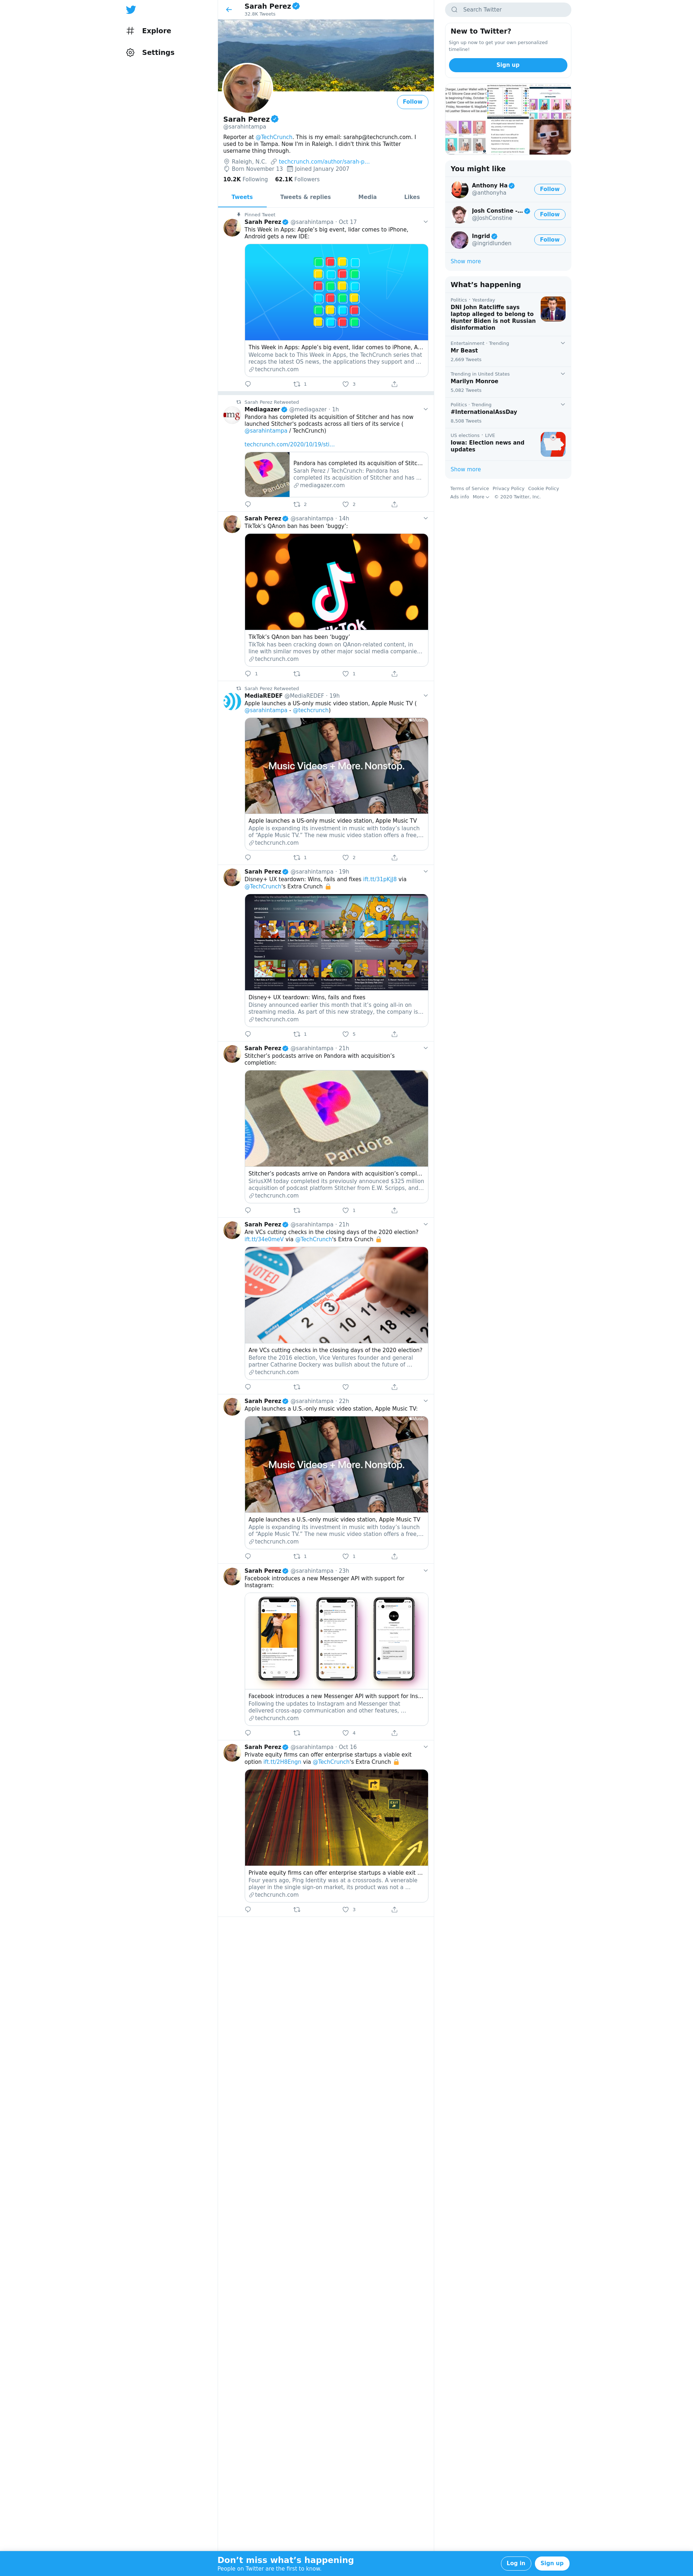 Explore
Settings
Sarah Perez
32.8K Tweets
Follow
Sarah Perez
@sarahintampa
Reporter at @TechCrunch. This is my email: sarahp@techcrunch.com. I
used to be in Tampa. Now I'm in Raleigh. I didn't think this Twitter
username thing through.
Raleigh, N.C. techcrunch.com/author/sarah-p…
Born November 13 Joined January 2007
10.2K Following 62.1K Followers
Tweets Tweets & replies Media Likes
Pinned Tweet
Sarah Perez @sarahintampa · Oct 17
This Week in Apps: Apple's big event, lidar comes to iPhone,
Android gets a new IDE:
This Week in Apps: Apple's big event, lidar comes to iPhone, A…
Welcome back to This Week in Apps, the TechCrunch series that
recaps the latest OS news, the applications they support and …
techcrunch.com
1 3
Sarah Perez Retweeted
Mediagazer @mediagazer · 1h
mg
Pandora has completed its acquisition of Stitcher and has now
launched Stitcher's podcasts across all tiers of its service (
@sarahintampa / TechCrunch)
techcrunch.com/2020/10/19/sti…
Pandora
Pandora has completed its acquisition of Stitc…
Sarah Perez / TechCrunch: Pandora has
completed its acquisition of Stitcher and has …
mediagazer.com
2 2
Sarah Perez @sarahintampa · 14h
TikTok's QAnon ban has been 'buggy':
TikTok
TikTok's QAnon ban has been 'buggy'
TikTok has been cracking down on QAnon-related content, in
line with similar moves by other major social media companie…
techcrunch.com
1 1
Sarah Perez Retweeted
MediaREDEF @MediaREDEF · 19h
Apple launches a US-only music video station, Apple Music TV (
@sarahintampa - @techcrunch)
Music Videos + More. Nonstop.
Apple launches a US-only music video station, Apple Music TV
Apple is expanding its investment in music with today's launch
of "Apple Music TV." The new music video station offers a free,…
techcrunch.com
1 2
Sarah Perez @sarahintampa · 19h
Disney+ UX teardown: Wins, fails and fixes ift.tt/31pKJJ8 via
@TechCrunch's Extra Crunch
Disney+ UX teardown: Wins, fails and fixes
Disney announced earlier this month that it's going all-in on
streaming media. As part of this new strategy, the company is…
techcrunch.com
1 5
Sarah Perez @sarahintampa · 21h
Stitcher's podcasts arrive on Pandora with acquisition's
completion:
Pandora
Stitcher's podcasts arrive on Pandora with acquisition's compl…
SiriusXM today completed its previously announced $325 million
acquisition of podcast platform Stitcher from E.W. Scripps, and…
techcrunch.com
1
Sarah Perez @sarahintampa · 21h
Are VCs cutting checks in the closing days of the 2020 election?
ift.tt/34e0meV via @TechCrunch's Extra Crunch
VOTED
Are VCs cutting checks in the closing days of the 2020 election?
Before the 2016 election, Vice Ventures founder and general
partner Catharine Dockery was bullish about the future of …
techcrunch.com
Sarah Perez @sarahintampa · 22h
Apple launches a U.S.-only music video station, Apple Music TV:
Music Videos + More. Nonstop.
Apple launches a U.S.-only music video station, Apple Music TV
Apple is expanding its investment in music with today's launch
of "Apple Music TV." The new music video station offers a free,…
techcrunch.com
1 1
Sarah Perez @sarahintampa · 23h
Facebook introduces a new Messenger API with support for
Instagram:
Facebook introduces a new Messenger API with support for Ins…
Following the updates to Instagram and Messenger that
delivered cross-app communication and other features, …
techcrunch.com
4
Sarah Perez @sarahintampa · Oct 16
Private equity firms can offer enterprise startups a viable exit
option ift.tt/2H8Engn via @TechCrunch's Extra Crunch
Private equity firms can offer enterprise startups a viable exit …
Four years ago, Ping Identity was at a crossroads. A venerable
player in the single sign-on market, its product was not a …
techcrunch.com
3
Search Twitter
New to Twitter?
Sign up now to get your own personalized
timeline!
Sign up
You might like
Anthony Ha
@anthonyha
Follow
Josh Constine -…
@JoshConstine
Follow
Ingrid
@ingridlunden
Follow
Show more
What's happening
Politics · Yesterday
DNI John Ratcliffe says
laptop alleged to belong to
Hunter Biden is not Russian
disinformation
Entertainment · Trending
Mr Beast
2,669 Tweets
Trending in United States
Marilyn Monroe
5,082 Tweets
Politics · Trending
#InternationalAssDay
8,508 Tweets
US elections · LIVE
Iowa: Election news and
updates
Show more
Terms of Service Privacy Policy Cookie Policy
Ads info More © 2020 Twitter, Inc.
Don't miss what's happening
People on Twitter are the first to know.
Log in Sign up